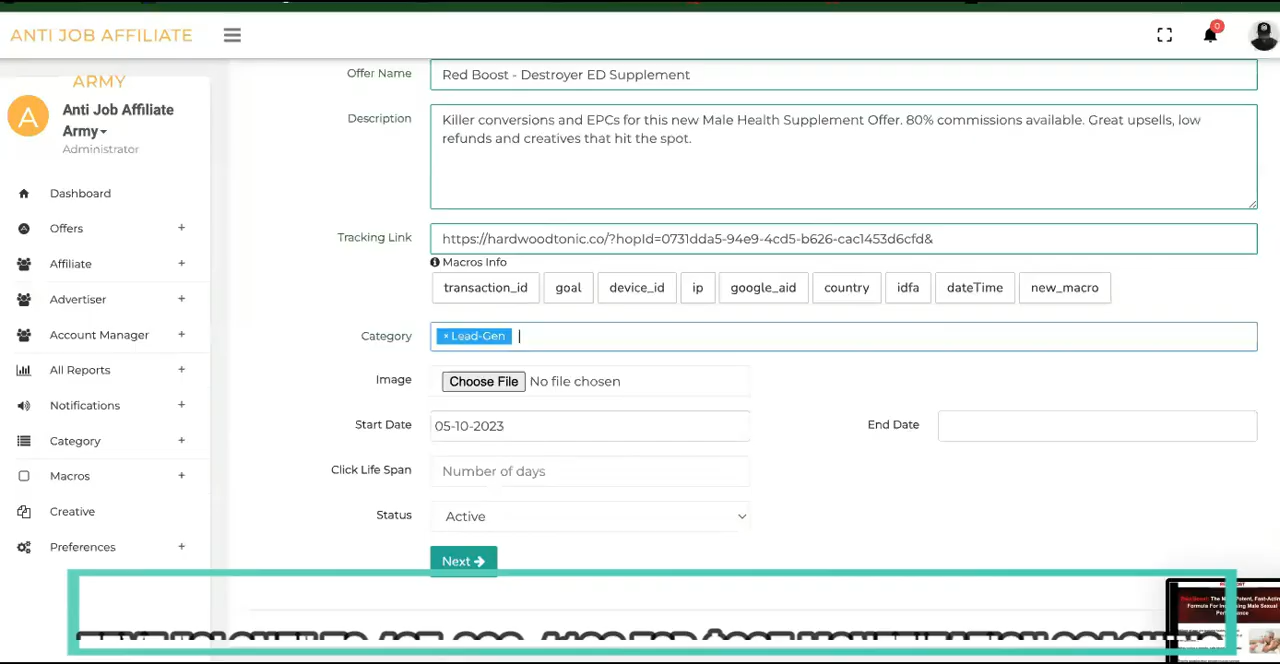 ANTI JOB AFFILIATE
0
ARMY
A
Anti Job Affiliate
Army
Administrator
Dashboard
Offers +
Affiliate +
Advertiser +
Account Manager +
All Reports +
Notifications +
Category +
Macros +
Creative
Preferences +
Offer Name Red Boost - Destroyer ED Supplement
Description Killer conversions and EPCs for this new Male Health Supplement Offer. 80% commissions available. Great upsells, low
refunds and creatives that hit the spot.
Tracking Link https://hardwoodtonic.co/?hopId=0731dda5-94e9-4cd5-b626-cac1453d6cfd&
Macros Info
transaction_id goal device_id ip google_aid country idfa dateTime new_macro
Category × Lead-Gen
Image Choose File No file chosen
Start Date 05-10-2023 End Date
Click Life Span Number of days
Status Active
Next